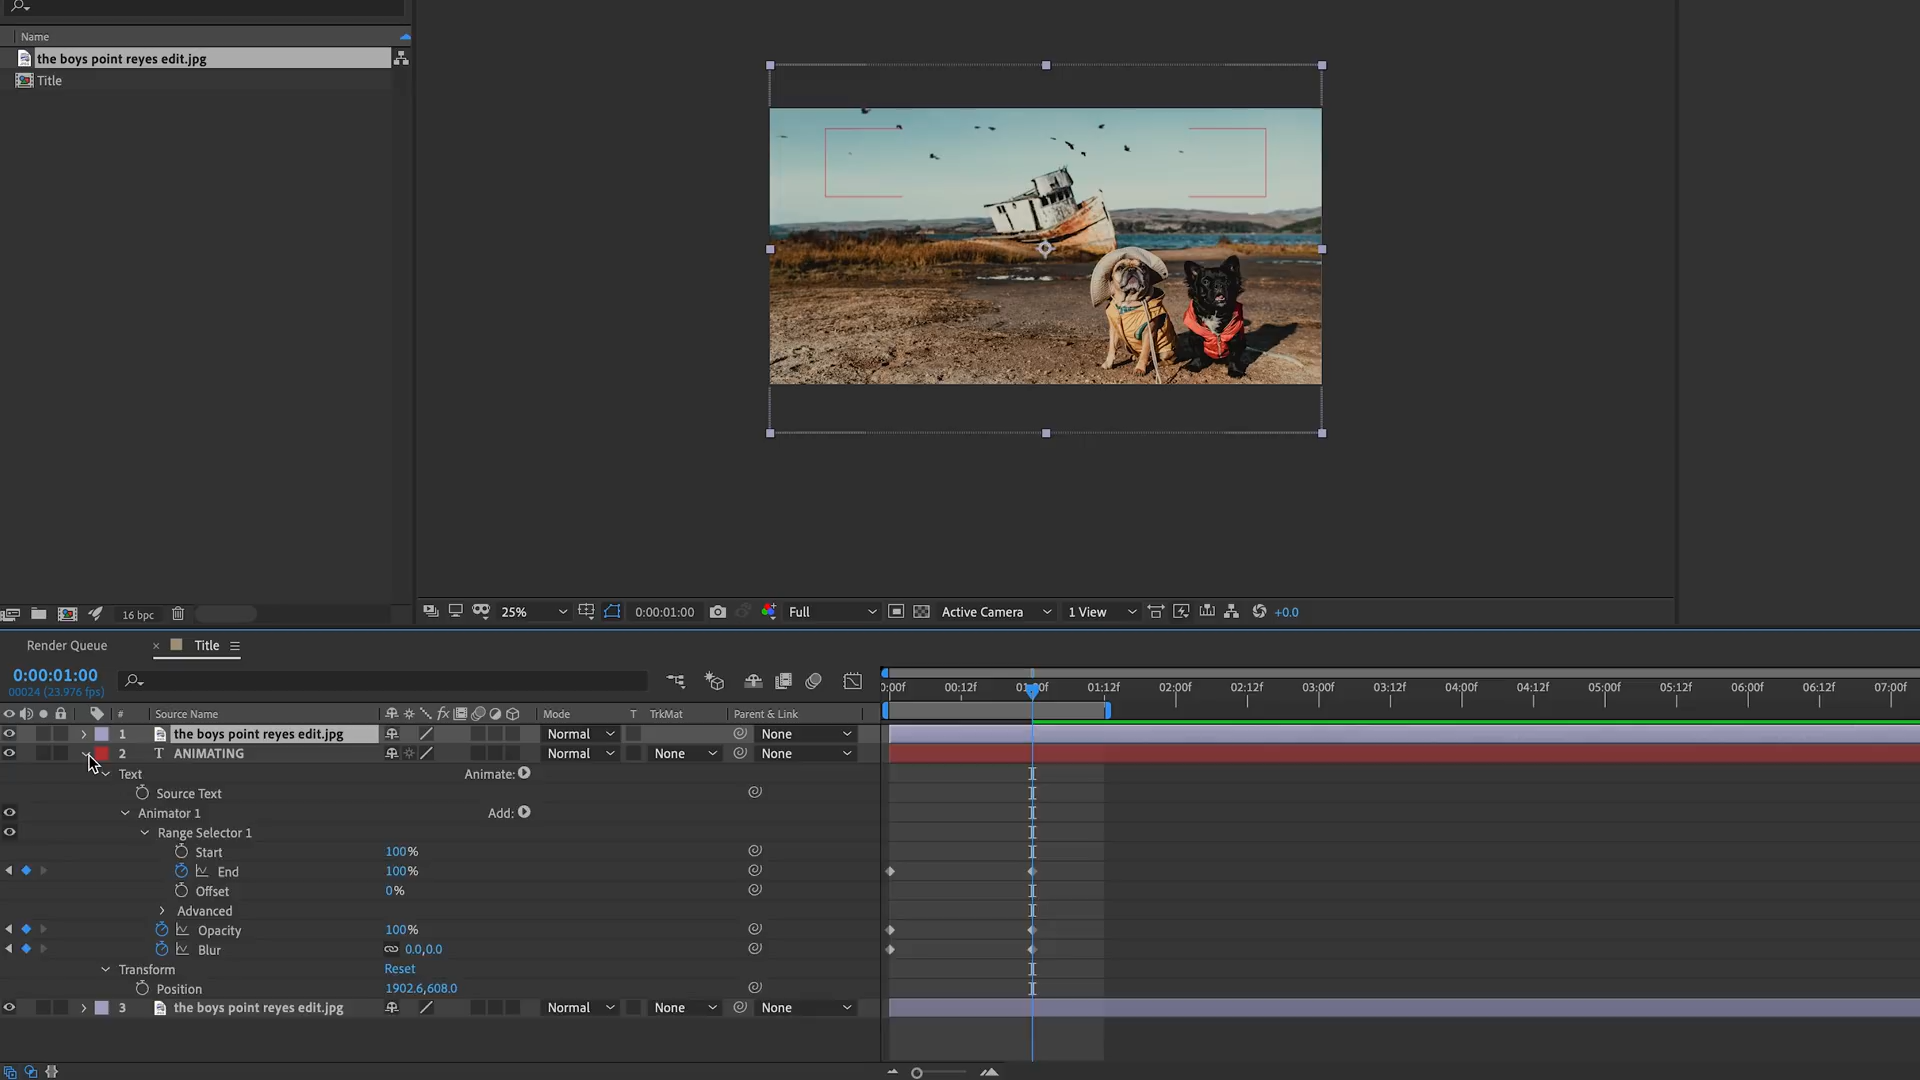 Name
the boys point reyes edit.jpg
Title
16 bpc
25%
0:00:01:00
Full
Active Camera
1 View
+0.0
Render Queue
× Title
0:00:01:00
00024 (23.976 fps)
:00f 00:12f 01:00f 01:12f 02:00f 02:12f 03:00f 03:12f 04:00f 04:12f 05:00f 05:12f 06:00f 06:12f 07:00f
# Source Name fx Mode T TrkMat Parent & Link
1 the boys point reyes edit.jpg Normal None
2 T ANIMATING Normal None None
Text Animate:
Source Text
Animator 1 Add:
Range Selector 1
Start 100%
End 100%
Offset 0%
Advanced
Opacity 100%
Blur 0.0,0.0
Transform Reset
Position 1902.6,608.0
3 the boys point reyes edit.jpg Normal None None